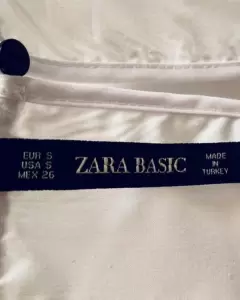 EUR S
USA S
MEX 26
ZARA BASIC
MADE
IN
TURKEY